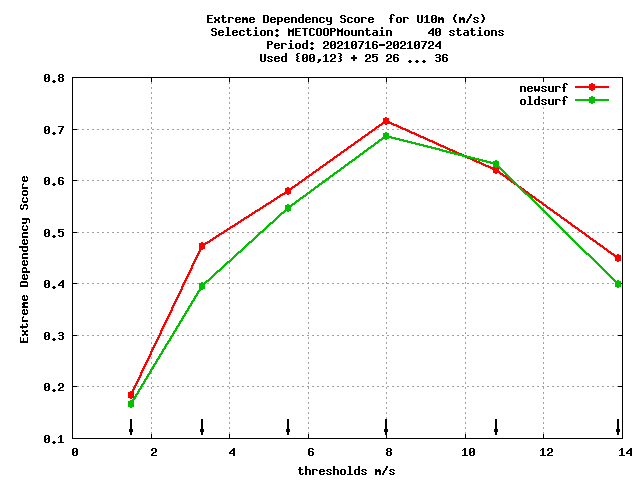 Extreme Dependency Score  for U10m (m/s)
Selection: METCOOPMountain     40 stations
Period: 20210716-20210724
Used {00,12} + 25 26 ... 36
newsurf
oldsurf
Extreme Dependency Score
0.8
0.7
0.6
0.5
0.4
0.3
0.2
0.1
0 2 4 6 8 10 12 14
thresholds m/s